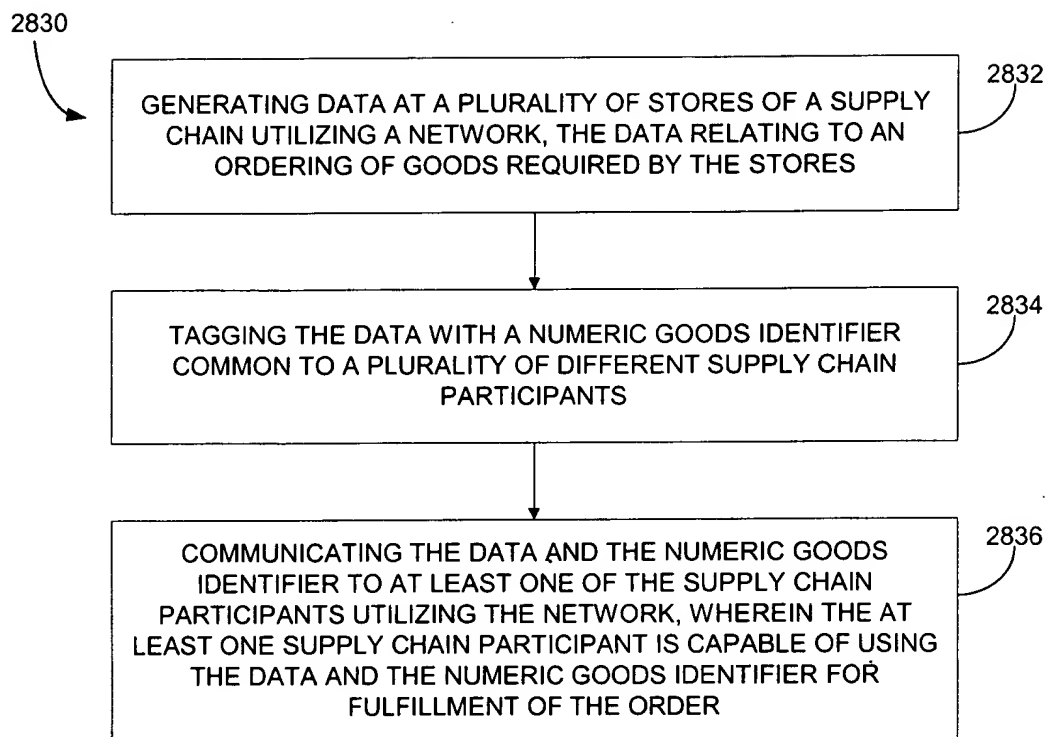 2830
2832
GENERATING DATA AT A PLURALITY OF STORES OF A SUPPLY
CHAIN UTILIZING A NETWORK, THE DATA RELATING TO AN
ORDERING OF GOODS REQUIRED BY THE STORES
2834
TAGGING THE DATA WITH A NUMERIC GOODS IDENTIFIER
COMMON TO A PLURALITY OF DIFFERENT SUPPLY CHAIN
PARTICIPANTS
2836
COMMUNICATING THE DATA AND THE NUMERIC GOODS
IDENTIFIER TO AT LEAST ONE OF THE SUPPLY CHAIN
PARTICIPANTS UTILIZING THE NETWORK, WHEREIN THE AT
LEAST ONE SUPPLY CHAIN PARTICIPANT IS CAPABLE OF USING
THE DATA AND THE NUMERIC GOODS IDENTIFIER FOR
FULFILLMENT OF THE ORDER